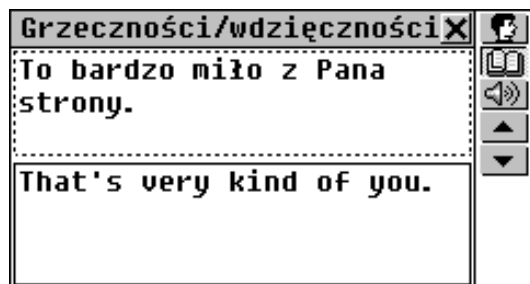 Grzeczności/wdzięczności
To bardzo miło z Pana
strony.
That's very kind of you.